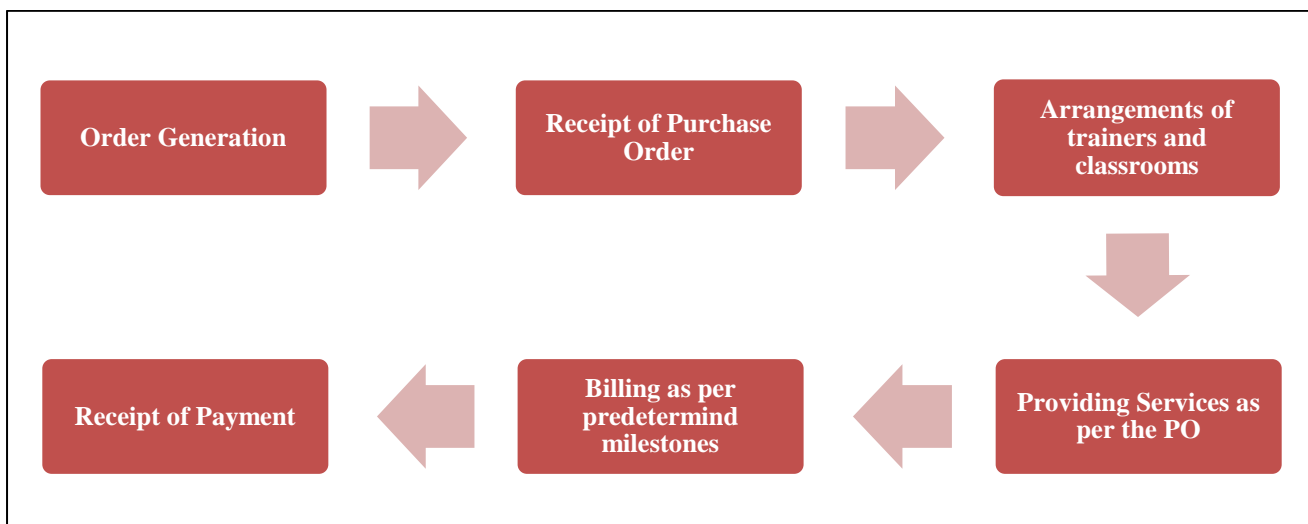 Order Generation
Receipt of Purchase
Order
Arrangements of
trainers and
classrooms
Providing Services as
per the PO
Billing as per
predetermind
milestones
Receipt of Payment